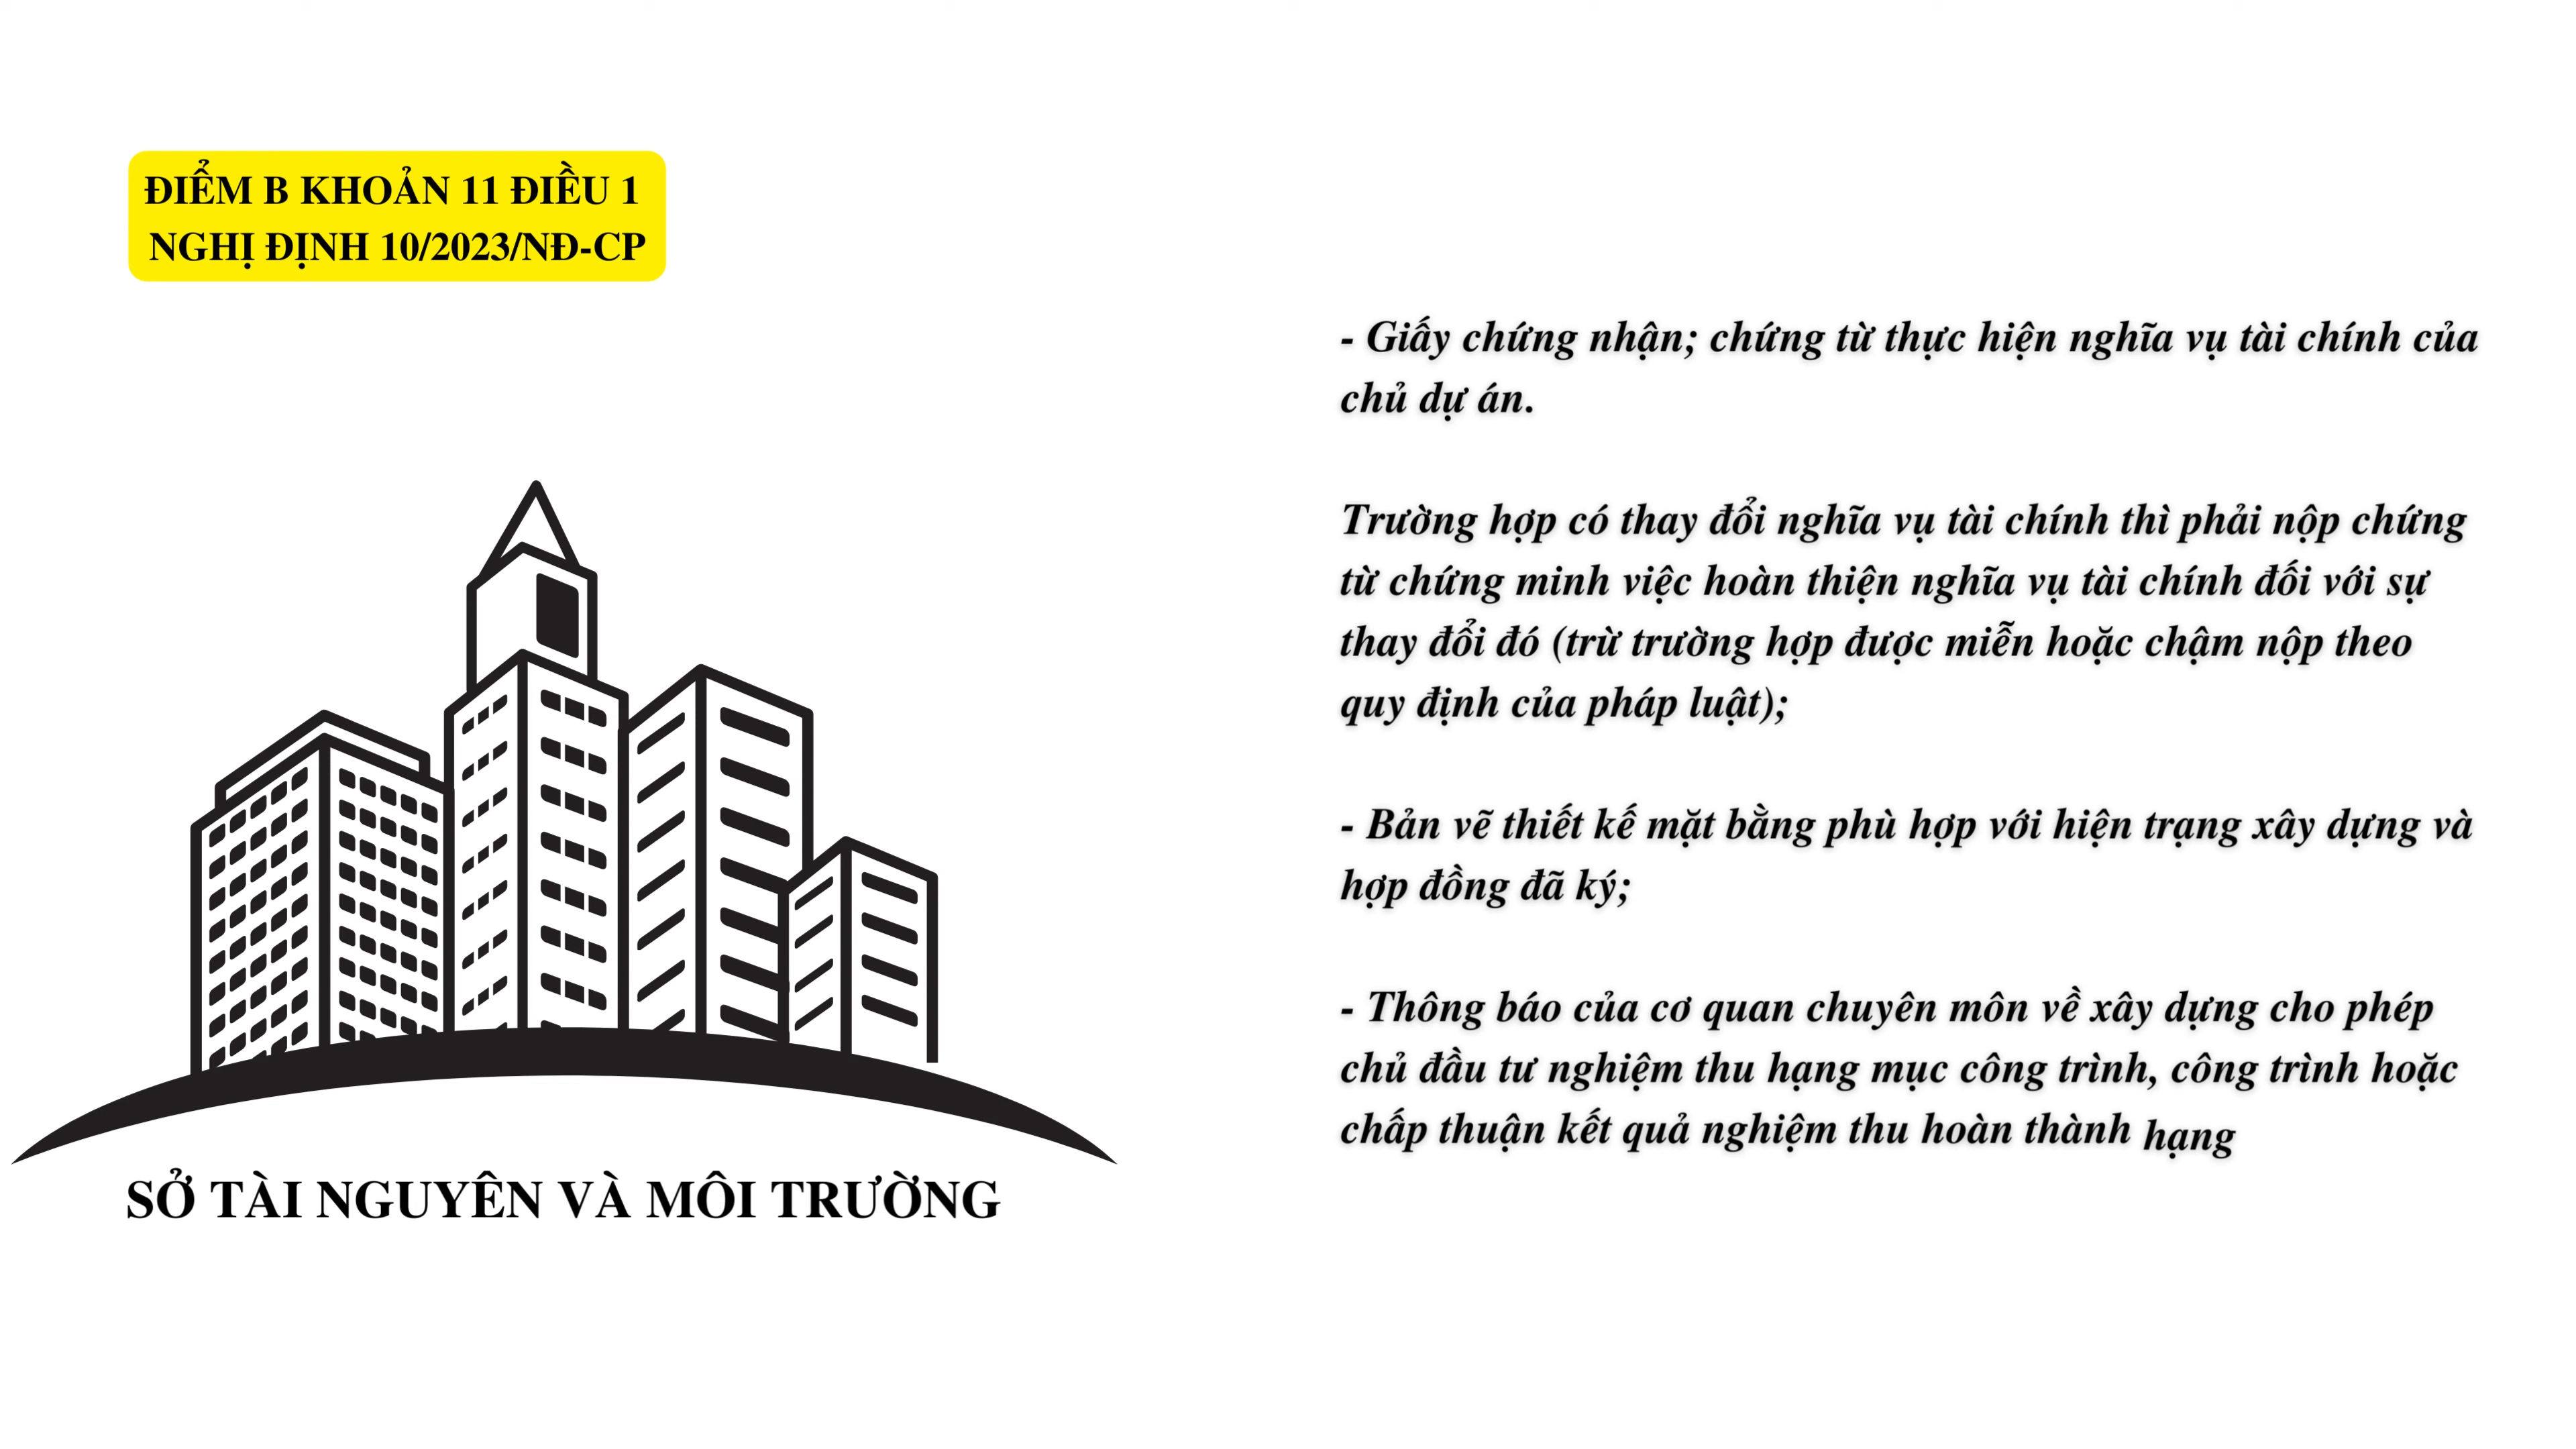 ĐIỂM B KHOẢN 11 ĐIỀU 1
NGHỊ ĐỊNH 10/2023/NĐ-CP
SỞ TÀI NGUYÊN VÀ MÔI TRƯỜNG
- Giấy chứng nhận; chứng từ thực hiện nghĩa vụ tài chính của
chủ dự án.
Trường hợp có thay đổi nghĩa vụ tài chính thì phải nộp chứng
từ chứng minh việc hoàn thiện nghĩa vụ tài chính đối với sự
thay đổi đó (trừ trường hợp được miễn hoặc chậm nộp theo
quy định của pháp luật);
- Bản vẽ thiết kế mặt bằng phù hợp với hiện trạng xây dựng và
hợp đồng đã ký;
- Thông báo của cơ quan chuyên môn về xây dựng cho phép
chủ đầu tư nghiệm thu hạng mục công trình, công trình hoặc
chấp thuận kết quả nghiệm thu hoàn thành hạng